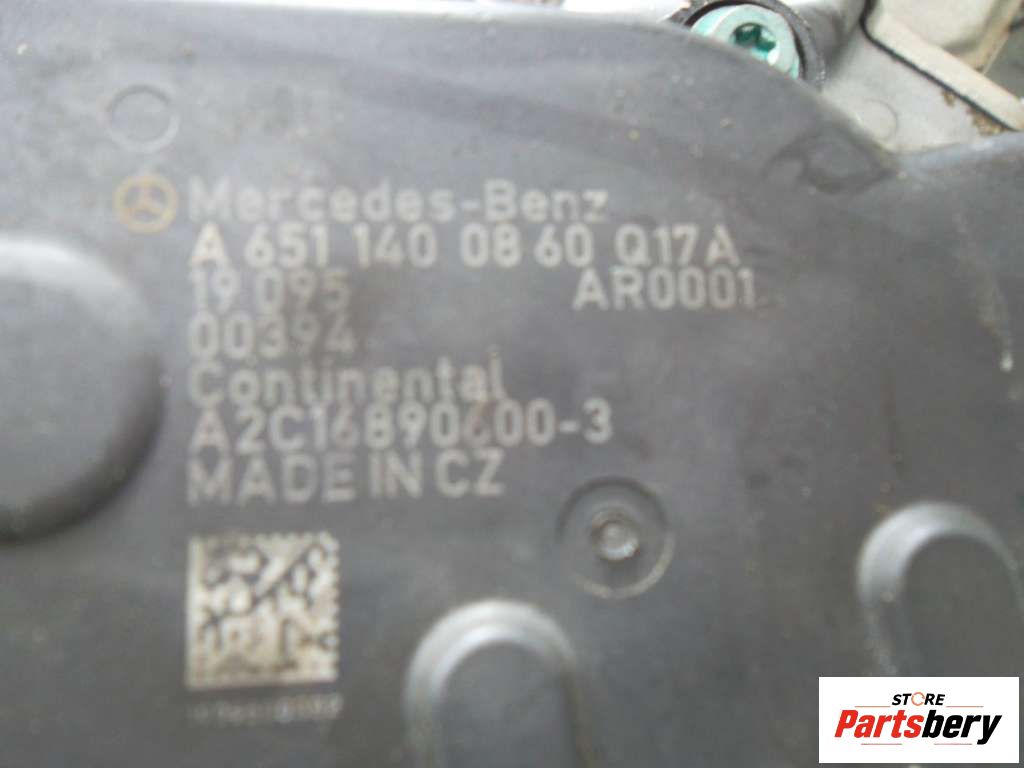 Mercedes-Benz
A 651 140 08 60 Q17A
19 095 AR0001
00394
Continental
A2C16890600-3
MADE IN CZ
STORE
Partsbery